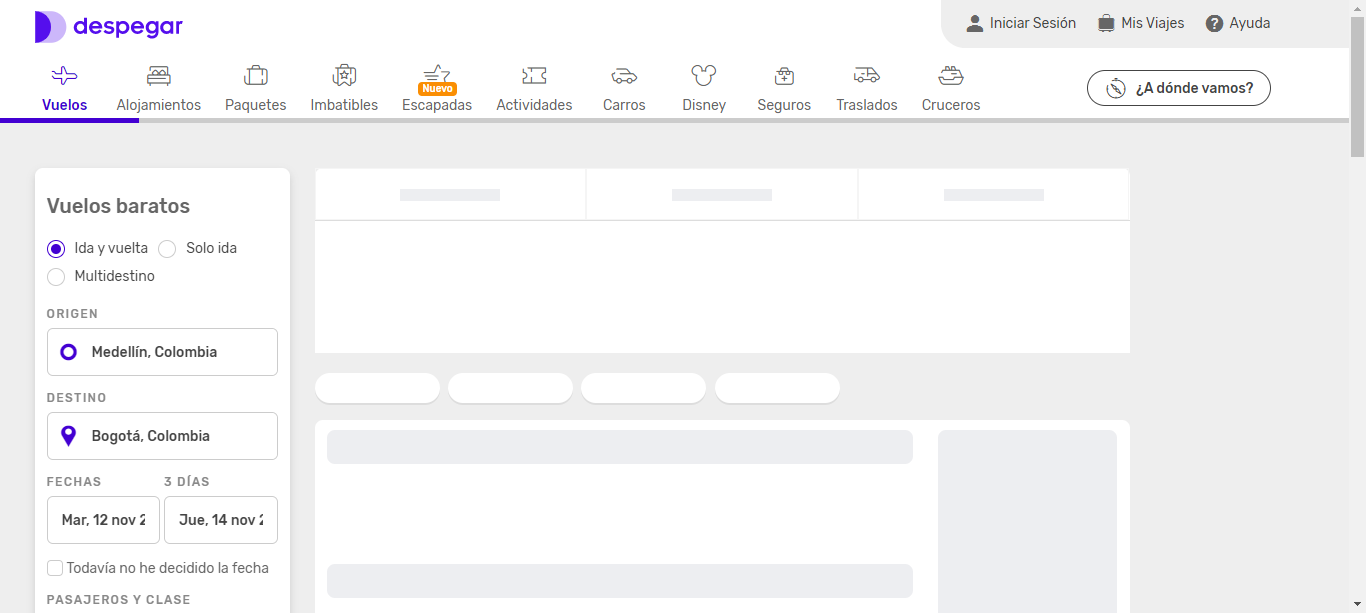 despegar
Iniciar Sesión
Mis Viajes
Ayuda
Vuelos
Alojamientos
Paquetes
Imbatibles
Nuevo
Escapadas
Actividades
Carros
Disney
Seguros
Traslados
Cruceros
¿A dónde vamos?
Vuelos baratos
Ida y vuelta
Solo ida
Multidestino
ORIGEN
Medellín, Colombia
DESTINO
Bogotá, Colombia
FECHAS
3 DÍAS
Mar, 12 nov 2
Jue, 14 nov 2
Todavía no he decidido la fecha
PASAJEROS Y CLASE